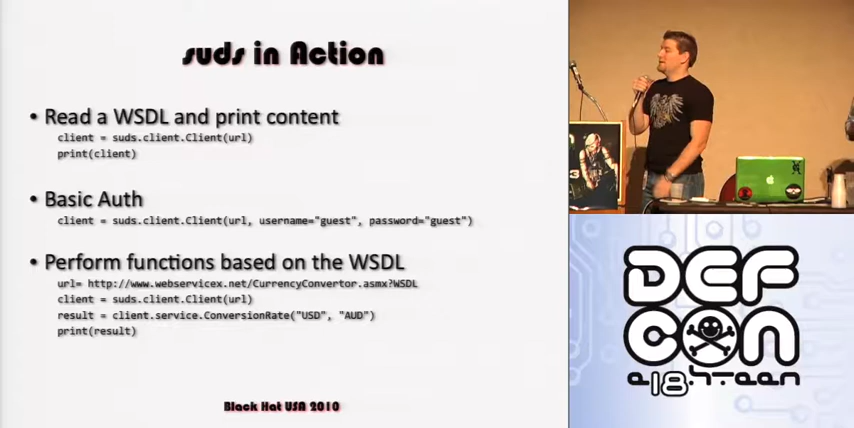 suds in Action
• Read a WSDL and print content
client = suds.client.Client(url)
print(client)
• Basic Auth
client = suds.client.Client(url, username="guest", password="guest")
• Perform functions based on the WSDL
url= http://www.webservicex.net/CurrencyConvertor.asmx?WSDL
client = suds.client.Client(url)
result = client.service.ConversionRate("USD", "AUD")
print(result)
Black Hat USA 2010
DEF
CON
e18h-teen